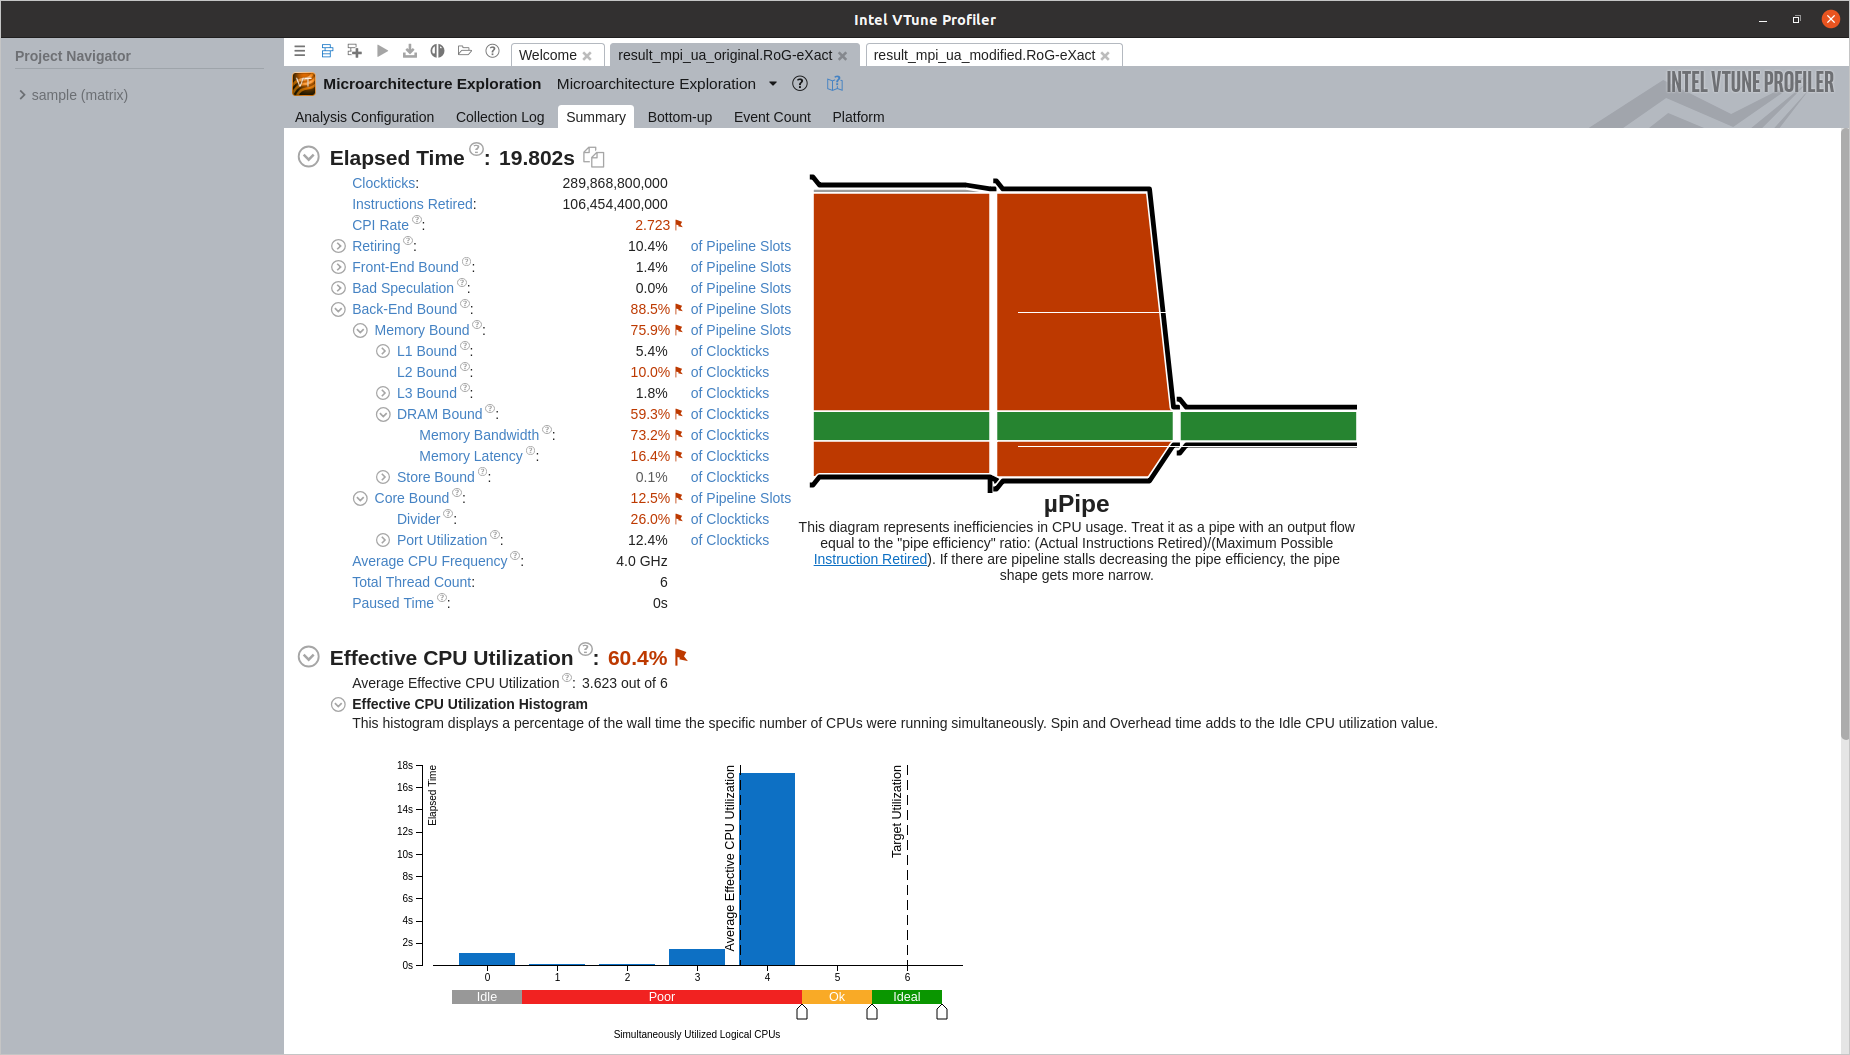 Intel VTune Profiler
Project Navigator
sample (matrix)
Welcome
result_mpi_ua_original.RoG-eXact
result_mpi_ua_modified.RoG-eXact
Microarchitecture Exploration Microarchitecture Exploration
INTEL VTUNE PROFILER
Analysis Configuration Collection Log Summary Bottom-up Event Count Platform
Elapsed Time ?: 19.802s
Clockticks: 289,868,800,000
Instructions Retired: 106,454,400,000
CPI Rate ?: 2.723
Retiring ?: 10.4% of Pipeline Slots
Front-End Bound ?: 1.4% of Pipeline Slots
Bad Speculation ?: 0.0% of Pipeline Slots
Back-End Bound ?: 88.5% of Pipeline Slots
Memory Bound ?: 75.9% of Pipeline Slots
L1 Bound ?: 5.4% of Clockticks
L2 Bound ?: 10.0% of Clockticks
L3 Bound ?: 1.8% of Clockticks
DRAM Bound ?: 59.3% of Clockticks
Memory Bandwidth ?: 73.2% of Clockticks
Memory Latency ?: 16.4% of Clockticks
Store Bound ?: 0.1% of Clockticks
Core Bound ?: 12.5% of Pipeline Slots
Divider ?: 26.0% of Clockticks
Port Utilization ?: 12.4% of Clockticks
Average CPU Frequency ?: 4.0 GHz
Total Thread Count: 6
Paused Time ?: 0s
µPipe
This diagram represents inefficiencies in CPU usage. Treat it as a pipe with an output flow
equal to the "pipe efficiency" ratio: (Actual Instructions Retired)/(Maximum Possible
Instruction Retired). If there are pipeline stalls decreasing the pipe efficiency, the pipe
shape gets more narrow.
Effective CPU Utilization ?: 60.4%
Average Effective CPU Utilization ?: 3.623 out of 6
Effective CPU Utilization Histogram
This histogram displays a percentage of the wall time the specific number of CPUs were running simultaneously. Spin and Overhead time adds to the Idle CPU utilization value.
18s
16s
14s
12s
10s
8s
6s
4s
2s
0s
Elapsed Time
Average Effective CPU Utilization
Target Utilization
0 1 2 3 4 5 6
Idle Poor Ok Ideal
Simultaneously Utilized Logical CPUs